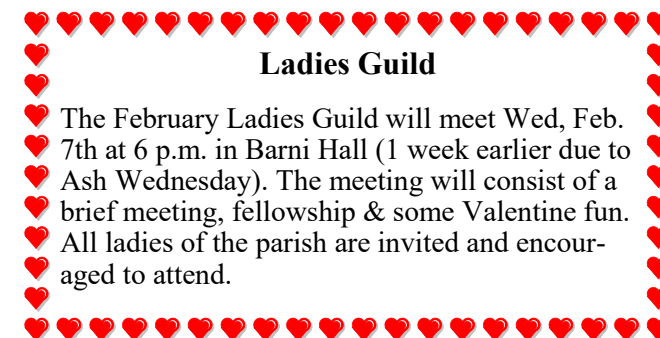 Ladies Guild
The February Ladies Guild will meet Wed, Feb.
7th at 6 p.m. in Barni Hall (1 week earlier due to
Ash Wednesday). The meeting will consist of a
brief meeting, fellowship & some Valentine fun.
All ladies of the parish are invited and encour-
aged to attend.